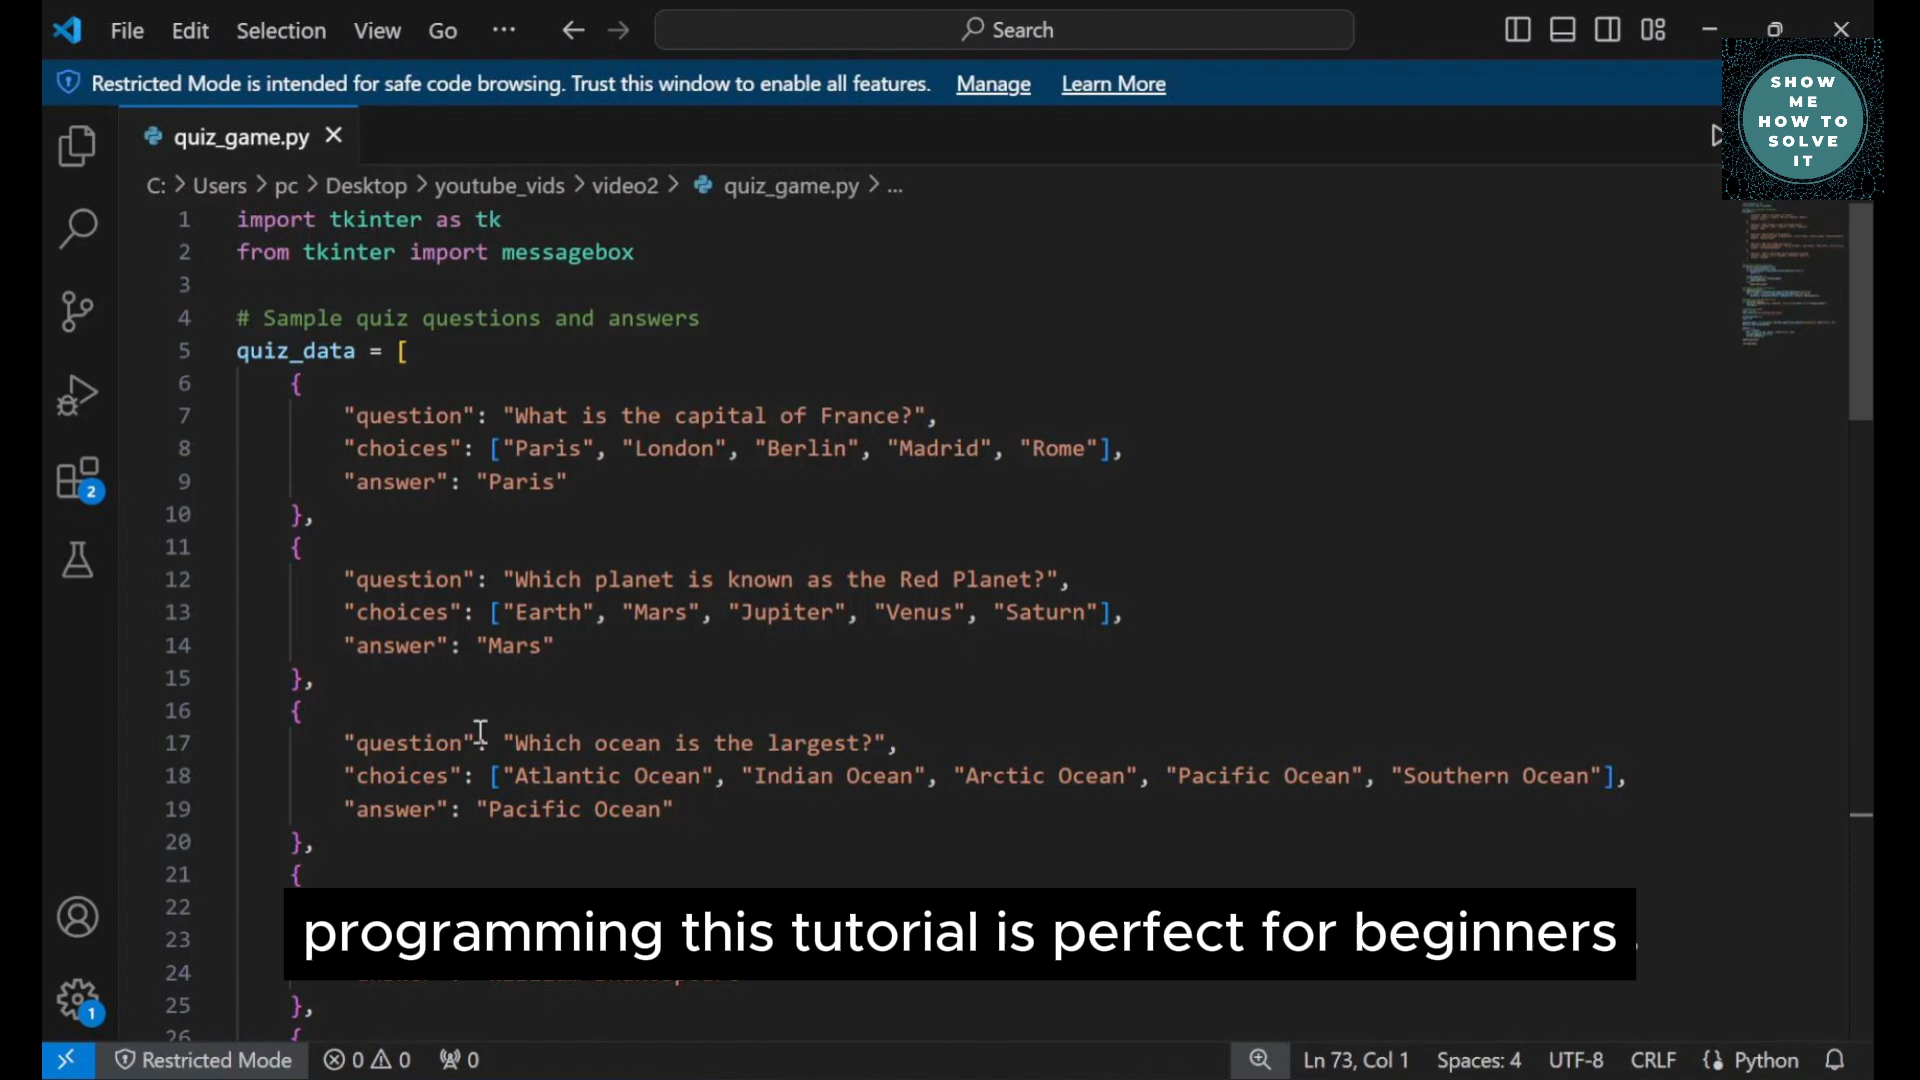 File Edit Selection View Go ... Search
SHOW
ME
HOW TO
SOLVE
IT
Restricted Mode is intended for safe code browsing. Trust this window to enable all features. Manage Learn More
quiz_game.py
C: > Users > pc > Desktop > youtube_vids > video2 > quiz_game.py > ...
1 import tkinter as tk
2 from tkinter import messagebox
3
4 # Sample quiz questions and answers
5 quiz_data = [
6 {
7 "question": "What is the capital of France?",
8 "choices": ["Paris", "London", "Berlin", "Madrid", "Rome"],
9 "answer": "Paris"
10 },
11 {
12 "question": "Which planet is known as the Red Planet?",
13 "choices": ["Earth", "Mars", "Jupiter", "Venus", "Saturn"],
14 "answer": "Mars"
15 },
16 {
17 "question": "Which ocean is the largest?",
18 "choices": ["Atlantic Ocean", "Indian Ocean", "Arctic Ocean", "Pacific Ocean", "Southern Ocean"],
19 "answer": "Pacific Ocean"
20 },
21 {
22
23
24
25 },
26 {
programming this tutorial is perfect for beginners .
2
1
Restricted Mode 0 0 0 Ln 73, Col 1 Spaces: 4 UTF-8 CRLF Python